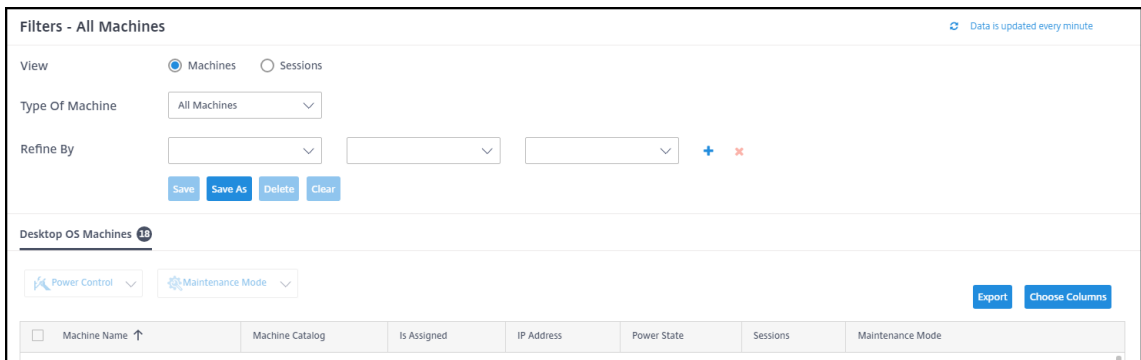 Filters - All Machines
Data is updated every minute
View
Machines
Sessions
Type Of Machine
All Machines
Refine By
Save
Save As
Delete
Clear
Desktop OS Machines 18
Power Control
Maintenance Mode
Export
Choose Columns
Machine Name
Machine Catalog
Is Assigned
IP Address
Power State
Sessions
Maintenance Mode